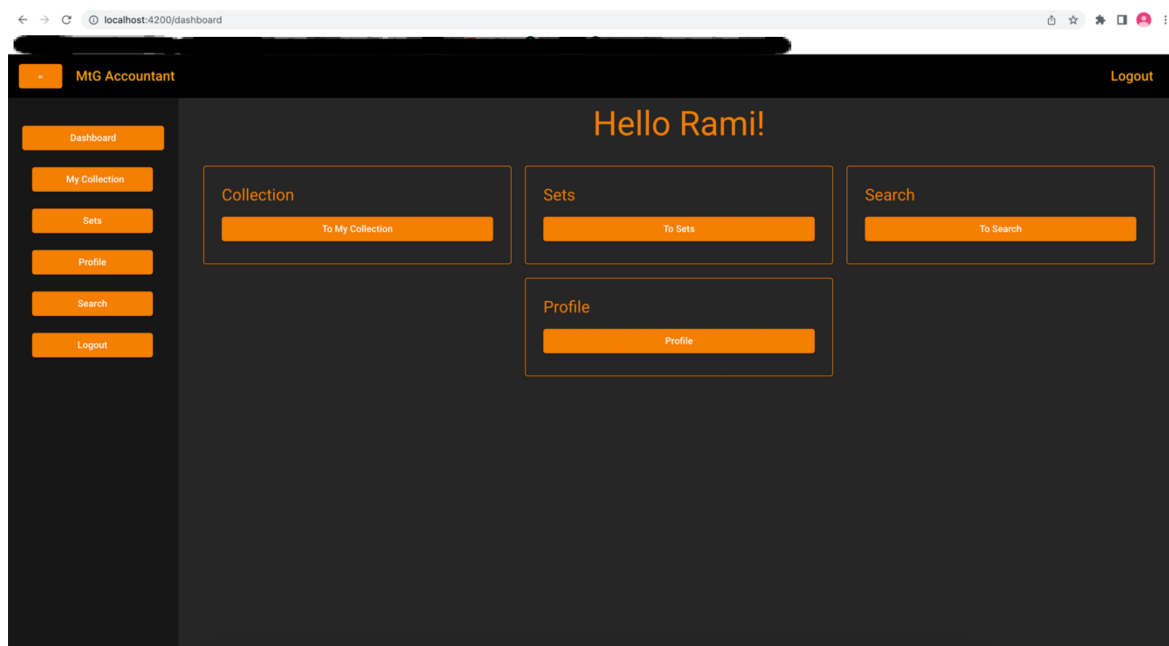 localhost:4200/dashboard
MtG Accountant
Logout
Hello Rami!
Dashboard
My Collection
Sets
Profile
Search
Logout
Collection
To My Collection
Sets
To Sets
Search
To Search
Profile
Profile